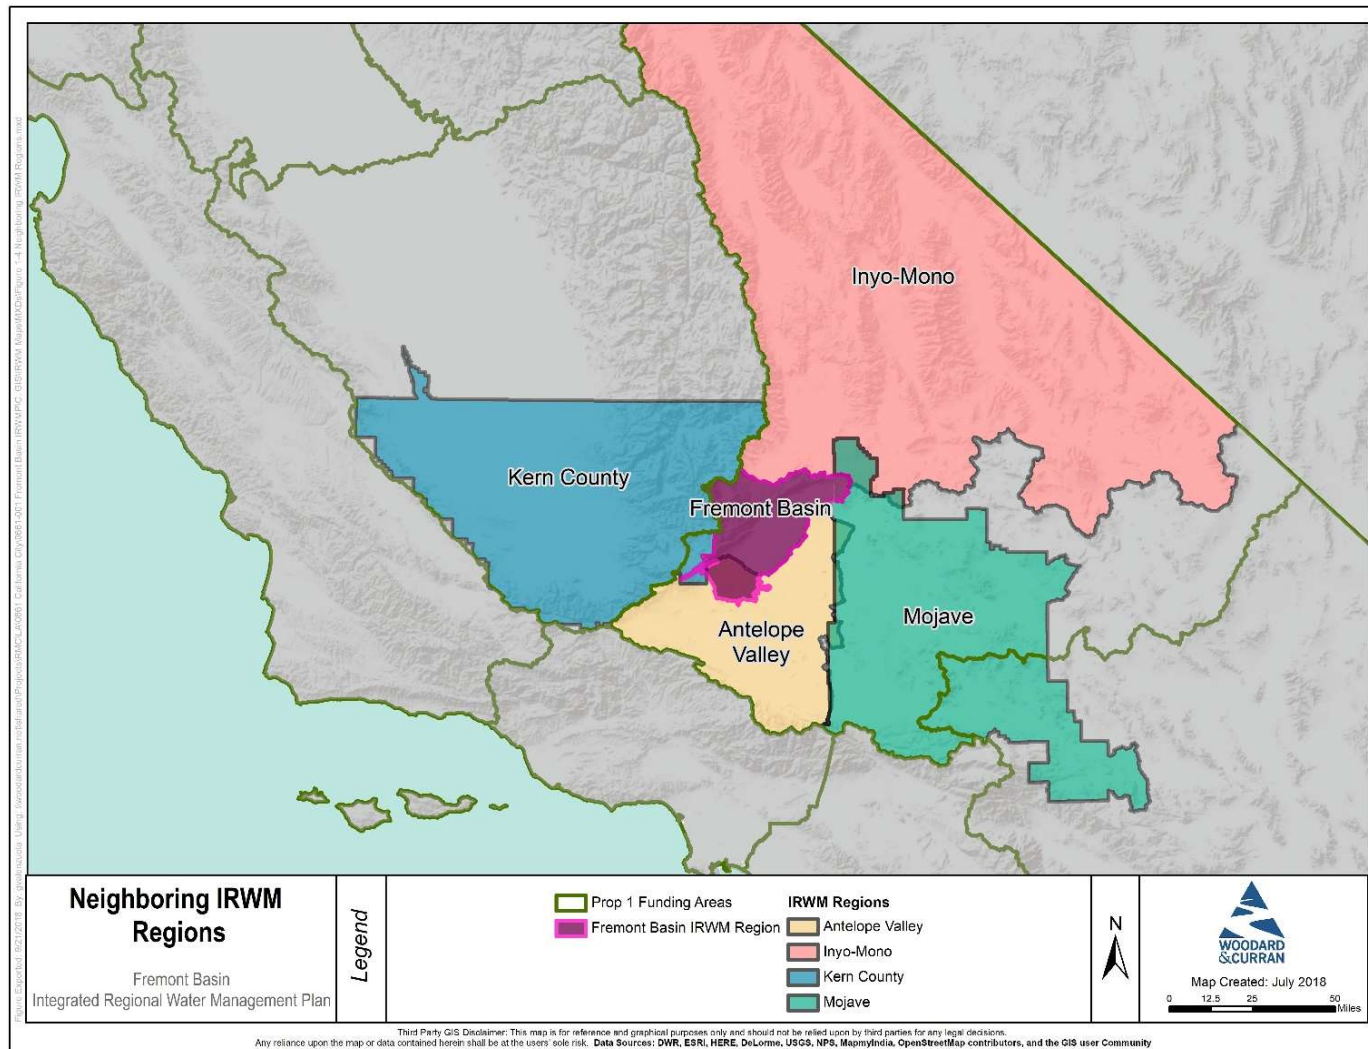 Inyo-Mono
Kern County
Fremont Basin
Antelope
Valley
Mojave
Neighboring IRWM
Regions
Fremont Basin
Integrated Regional Water Management Plan
Legend
Prop 1 Funding Areas
Fremont Basin IRWM Region
IRWM Regions
Antelope Valley
Inyo-Mono
Kern County
Mojave
N
WOODARD
&CURRAN
Map Created: July 2018
0 12.5 25 50
Miles
Third Party GIS Disclaimer: This map is for reference and graphical purposes only and should not be relied upon by third parties for any legal decisions.
Any reliance upon the map or data contained herein shall be at the users' sole risk. Data Sources: DWR, ESRI, HERE, DeLorme, USGS, NPS, MapmyIndia, OpenStreetMap contributors, and the GIS user Community